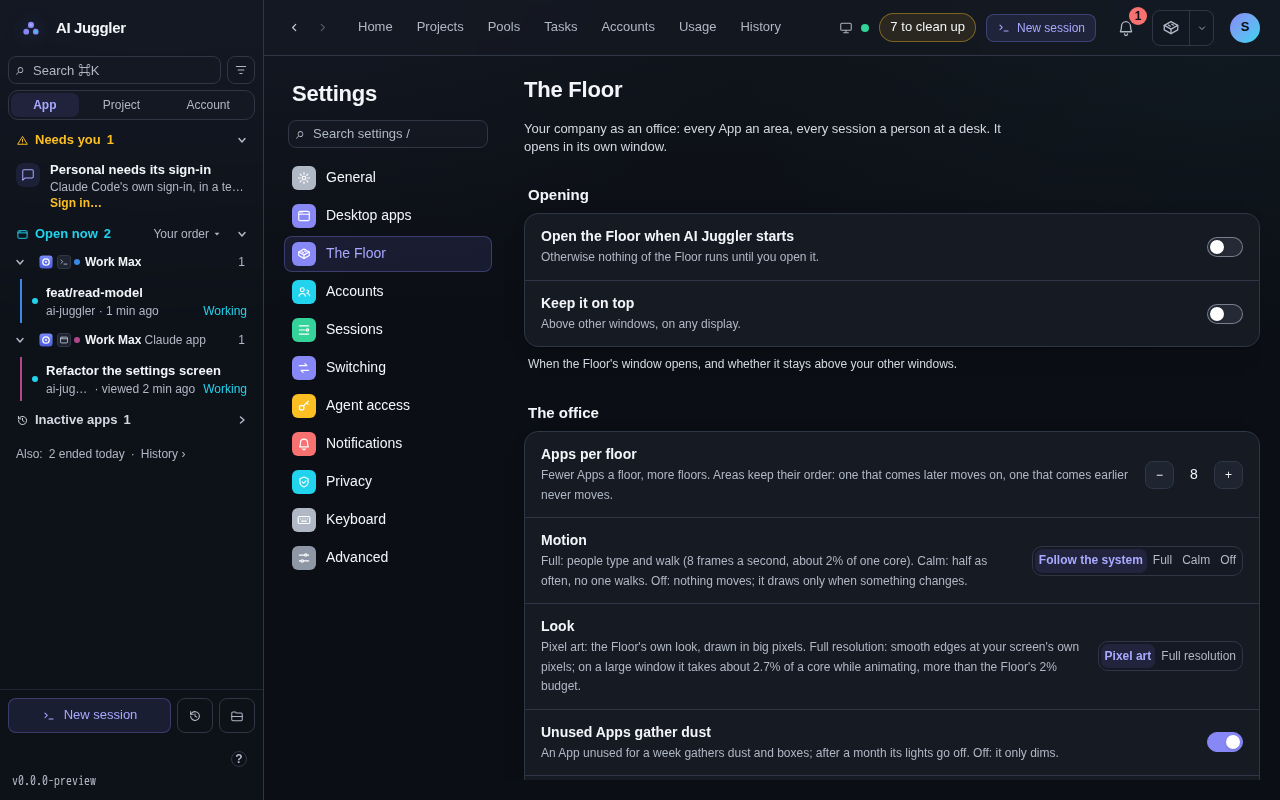 AI Juggler
Search ⌘K
App
Project
Account
Needs you 1
Personal needs its sign-in
Claude Code's own sign-in, in a te…
Sign in…
Open now 2
Your order
Work Max
1
feat/read-model
ai-juggler · 1 min ago
Working
Work Max Claude app
1
Refactor the settings screen
ai-jug… · viewed 2 min ago
Working
Inactive apps 1
Also: 2 ended today · History ›
New session
?
v0.0.0-preview
Home
Projects
Pools
Tasks
Accounts
Usage
History
7 to clean up
New session
1
S
Settings
Search settings /
General
Desktop apps
The Floor
Accounts
Sessions
Switching
Agent access
Notifications
Privacy
Keyboard
Advanced
The Floor
Your company as an office: every App an area, every session a person at a desk. It
opens in its own window.
Opening
Open the Floor when AI Juggler starts
Otherwise nothing of the Floor runs until you open it.
Keep it on top
Above other windows, on any display.
When the Floor's window opens, and whether it stays above your other windows.
The office
Apps per floor
Fewer Apps a floor, more floors. Areas keep their order: one that comes later moves on, one that comes earlier
never moves.
− 8 +
Motion
Full: people type and walk (8 frames a second, about 2% of one core). Calm: half as
often, no one walks. Off: nothing moves; it draws only when something changes.
Follow the system
Full
Calm
Off
Look
Pixel art: the Floor's own look, drawn in big pixels. Full resolution: smooth edges at your screen's own
pixels; on a large window it takes about 2.7% of a core while animating, more than the Floor's 2%
budget.
Pixel art
Full resolution
Unused Apps gather dust
An App unused for a week gathers dust and boxes; after a month its lights go off. Off: it only dims.